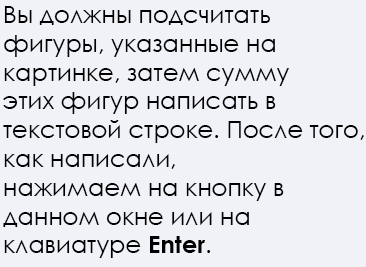 Вы должны подсчитать
фигуры, указанные на
картинке, затем сумму
этих фигур написать в
текстовой строке. После того,
как написали,
нажимаем на кнопку в
данном окне или на
клавиатуре Enter.